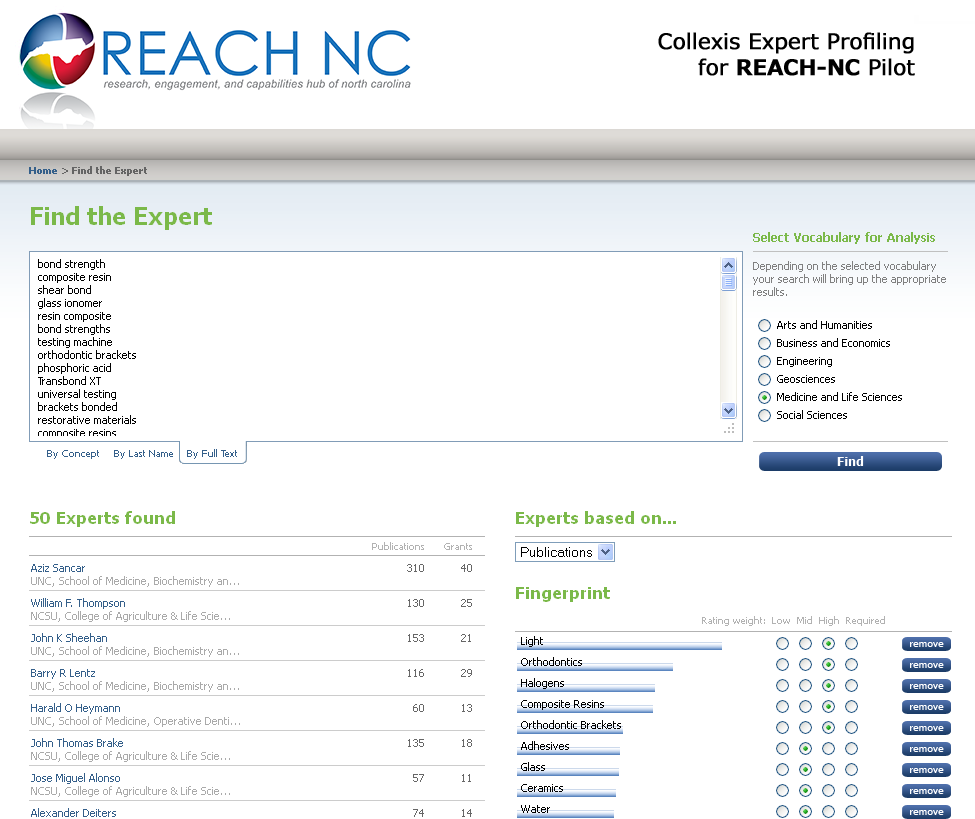 REACH NC
research, engagement, and capabilities hub of north carolina
Collexis Expert Profiling
for REACH-NC Pilot
Home > Find the Expert
Find the Expert
bond strength
composite resin
shear bond
glass ionomer
resin composite
bond strengths
testing machine
orthodontic brackets
phosphoric acid
Transbond XT
universal testing
brackets bonded
restorative materials
composite resins
By Concept By Last Name By Full Text
Select Vocabulary for Analysis
Depending on the selected vocabulary
your search will bring up the appropriate
results.
Arts and Humanities
Business and Economics
Engineering
Geosciences
Medicine and Life Sciences
Social Sciences
Find
50 Experts found
Publications Grants
Aziz Sancar 310 40
UNC, School of Medicine, Biochemistry an...
William F. Thompson 130 25
NCSU, College of Agriculture & Life Scie...
John K Sheehan 153 21
UNC, School of Medicine, Biochemistry an...
Barry R Lentz 116 29
UNC, School of Medicine, Biochemistry an...
Harald O Heymann 60 13
UNC, School of Medicine, Operative Denti...
John Thomas Brake 135 18
NCSU, College of Agriculture & Life Scie...
Jose Miguel Alonso 57 11
NCSU, College of Agriculture & Life Scie...
Alexander Deiters 74 14
Experts based on...
Publications
Fingerprint
Rating weight: Low Mid High Required
Light remove
Orthodontics remove
Halogens remove
Composite Resins remove
Orthodontic Brackets remove
Adhesives remove
Glass remove
Ceramics remove
Water remove